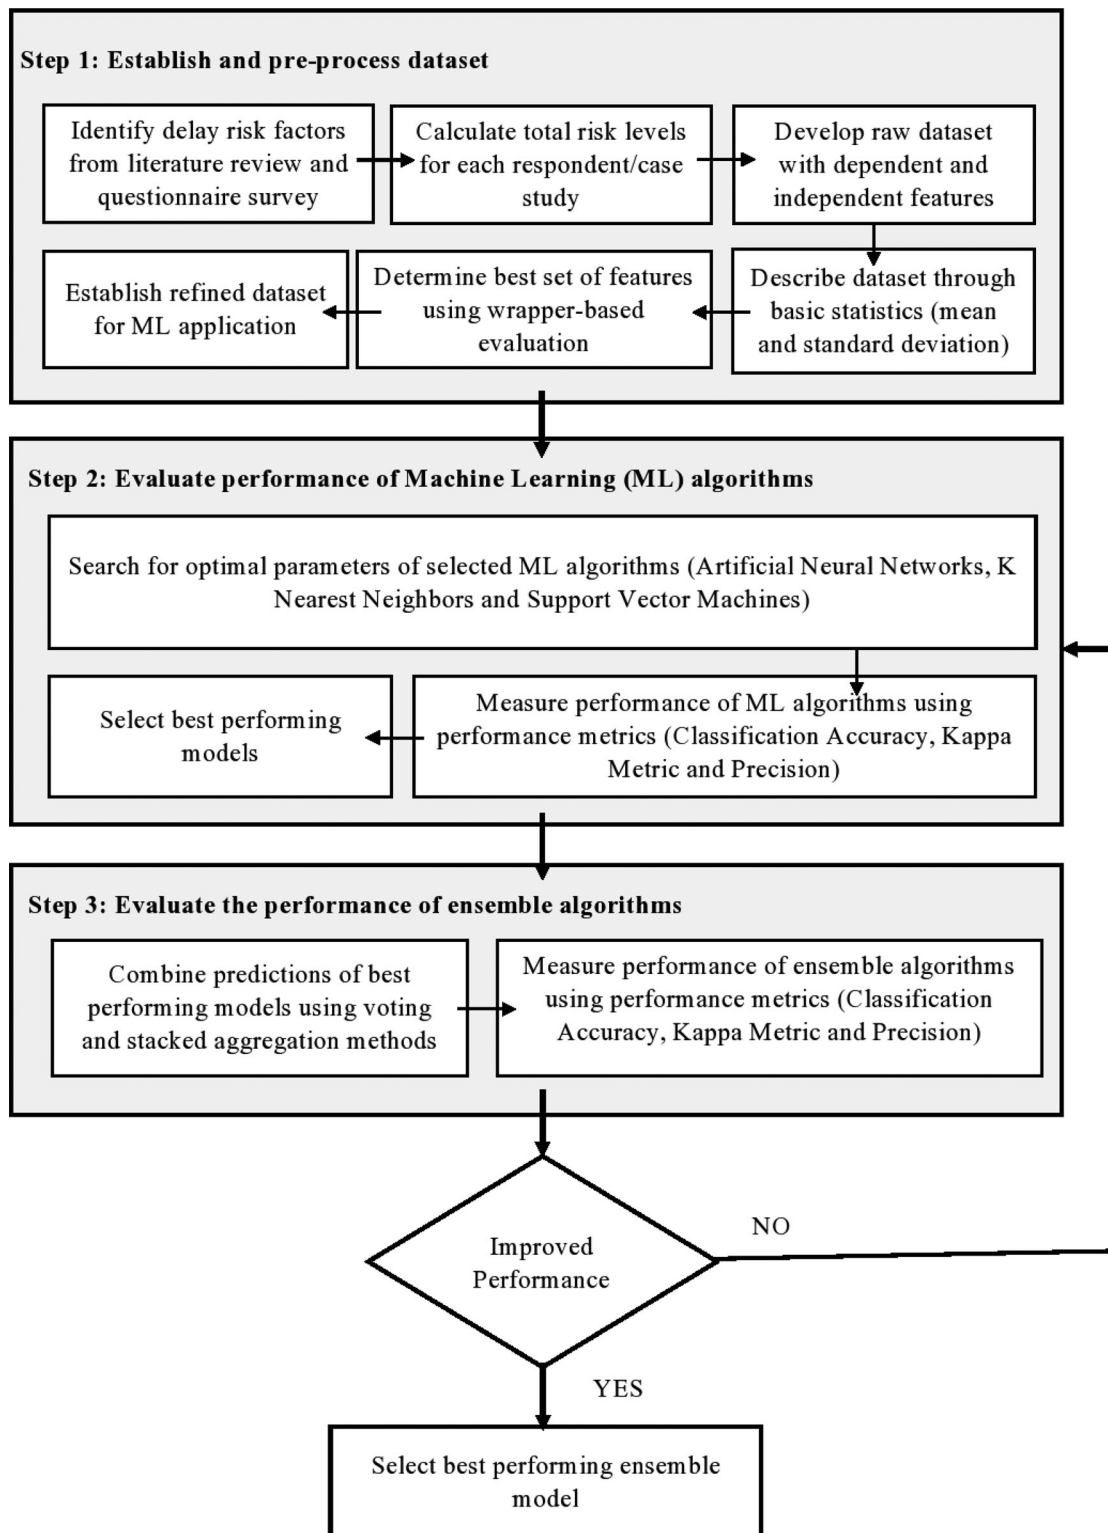 Step 1: Establish and pre-process dataset
Identify delay risk factors
from literature review and
questionnaire survey
Calculate total risk levels
for each respondent/case
study
Develop raw dataset
with dependent and
independent features
Describe dataset through
basic statistics (mean
and standard deviation)
Determine best set of features
using wrapper-based
evaluation
Establish refined dataset
for ML application
Step 2: Evaluate performance of Machine Learning (ML) algorithms
Search for optimal parameters of selected ML algorithms (Artificial Neural Networks, K
Nearest Neighbors and Support Vector Machines)
Measure performance of ML algorithms using
performance metrics (Classification Accuracy, Kappa
Metric and Precision)
Select best performing
models
Step 3: Evaluate the performance of ensemble algorithms
Combine predictions of best
performing models using voting
and stacked aggregation methods
Measure performance of ensemble algorithms
using performance metrics (Classification
Accuracy, Kappa Metric and Precision)
Improved
Performance
NO
YES
Select best performing ensemble
model